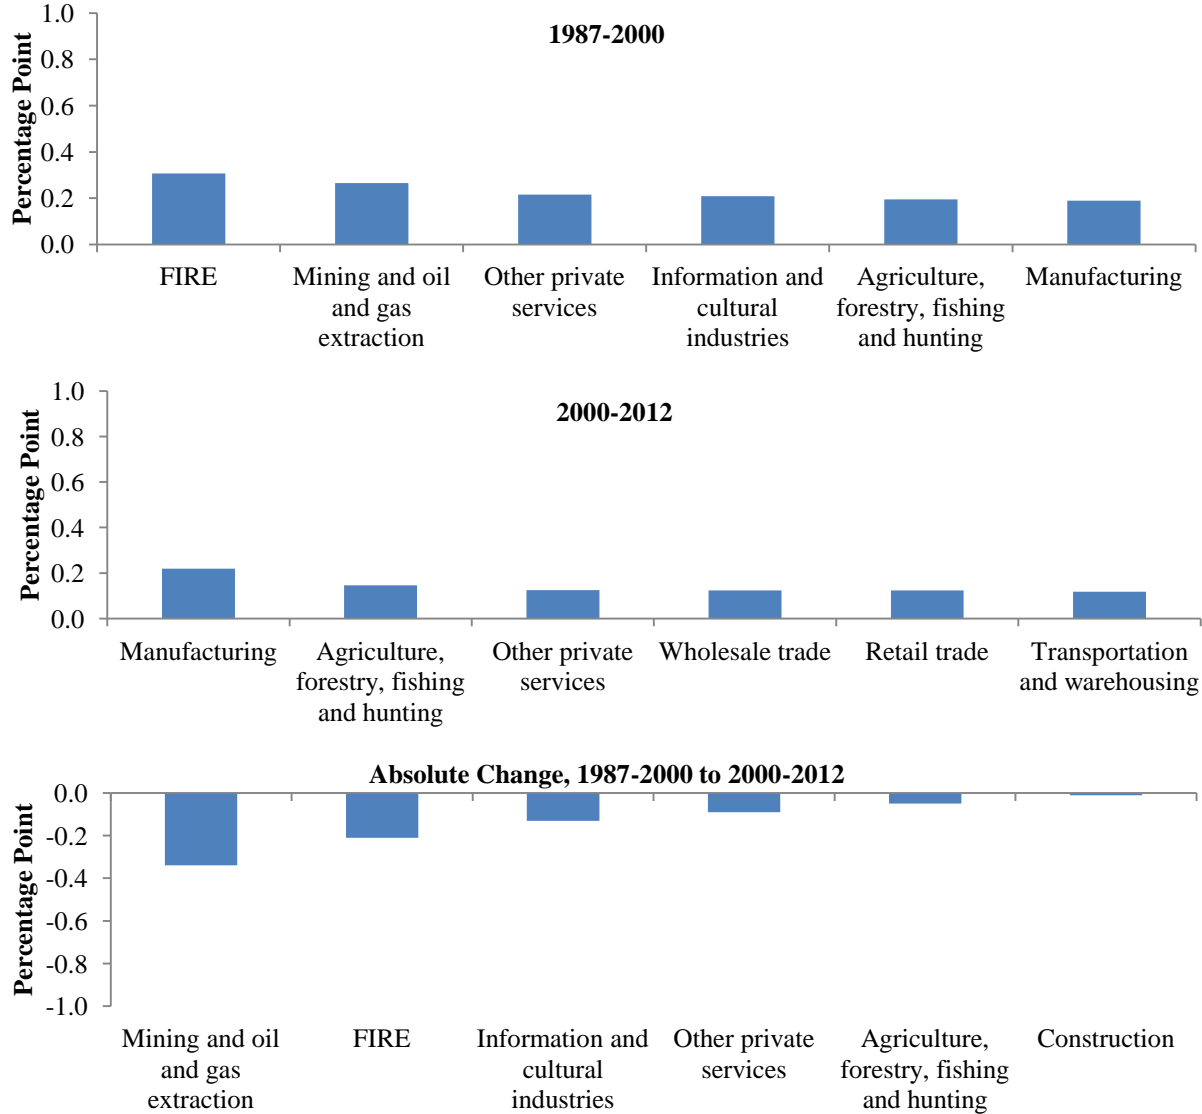 1987-2000
Percentage Point
1.0
0.8
0.6
0.4
0.2
0.0
FIRE
Mining and oil
and gas
extraction
Other private
services
Information and
cultural
industries
Agriculture,
forestry, fishing
and hunting
Manufacturing
2000-2012
Percentage Point
1.0
0.8
0.6
0.4
0.2
0.0
Manufacturing
Agriculture,
forestry, fishing
and hunting
Other private
services
Wholesale trade
Retail trade
Transportation
and warehousing
Absolute Change, 1987-2000 to 2000-2012
Percentage Point
0.0
-0.2
-0.4
-0.6
-0.8
-1.0
Mining and oil
and gas
extraction
FIRE
Information and
cultural
industries
Other private
services
Agriculture,
forestry, fishing
and hunting
Construction